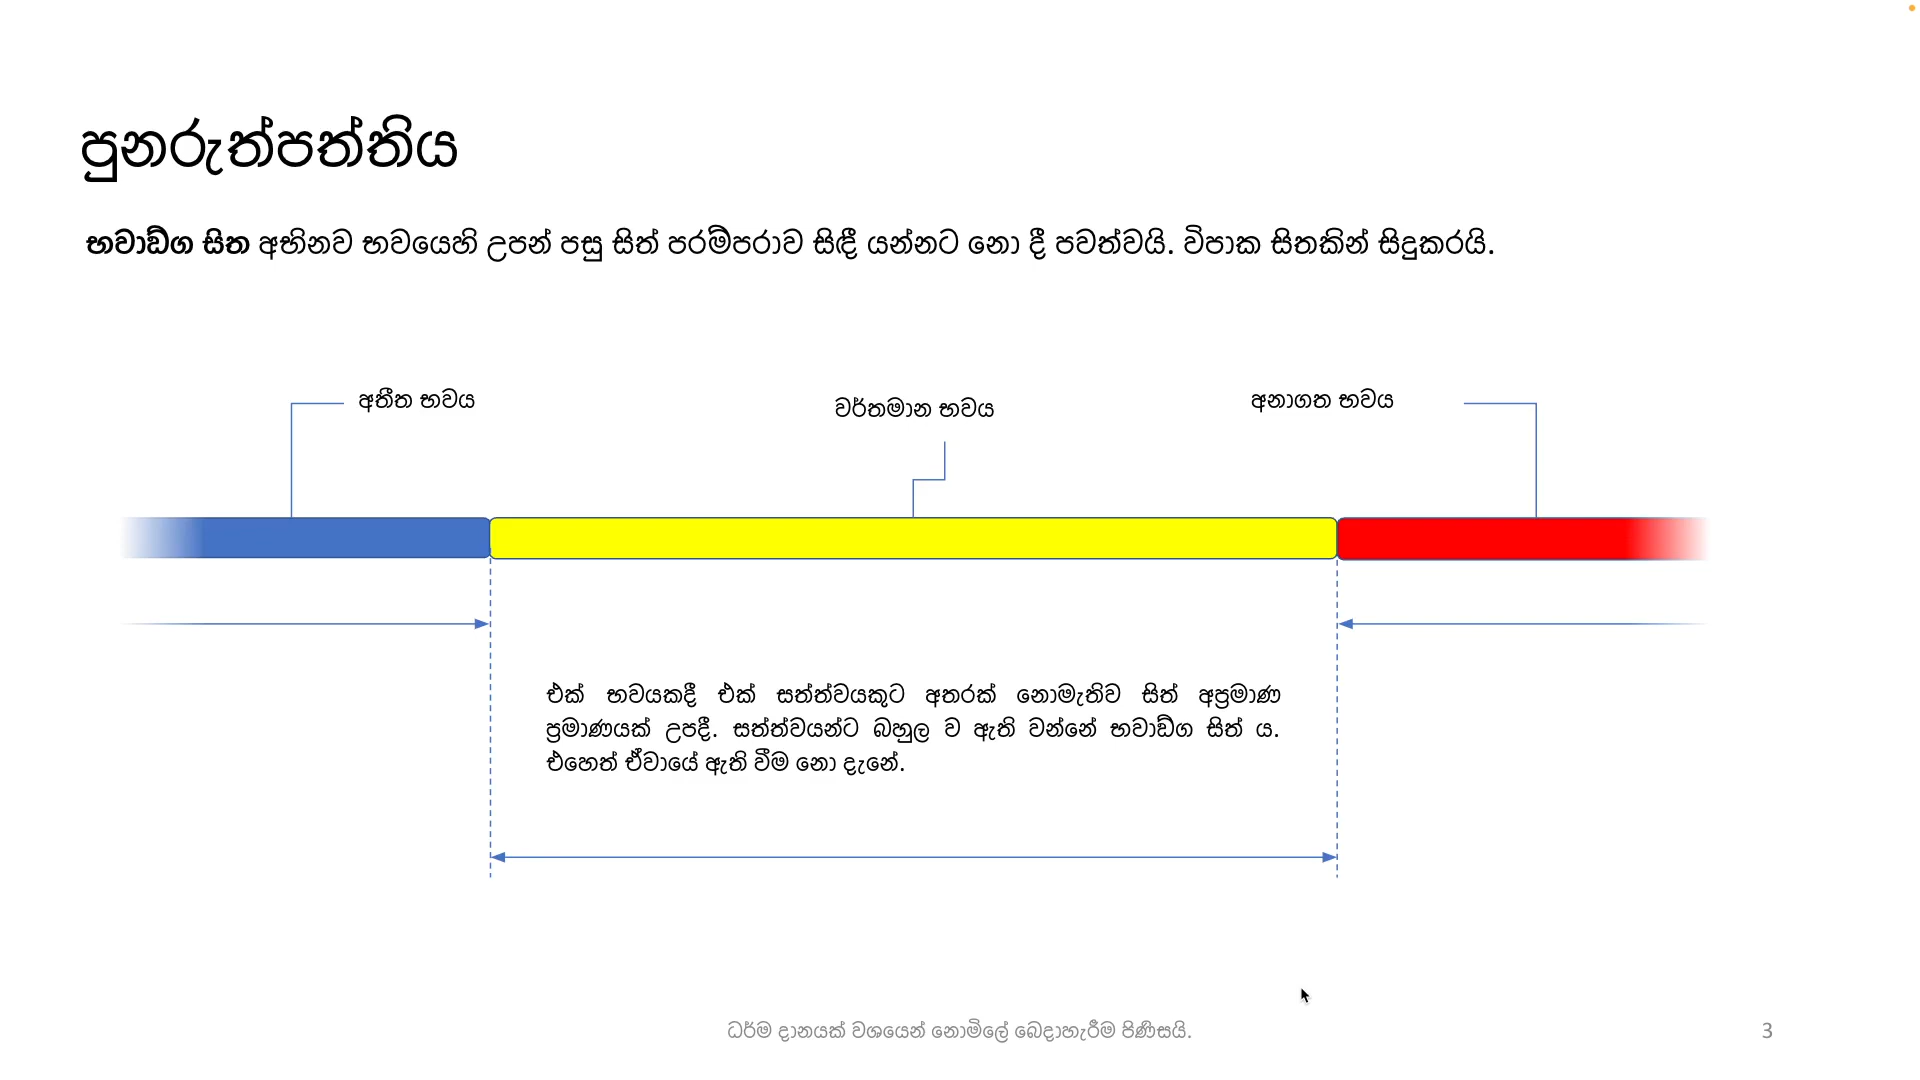 පුනරුත්පත්තිය
භවාඞ්ග සිත අභිනව භවයෙහි උපන් පසු සිත් පරම්පරාව සිඳී යන්නට නො දී පවත්වයි. විපාක සිතකින් සිදුකරයි.
අතීත භවය
වර්තමාන භවය
අනාගත භවය
එක් භවයකදී එක් සත්ත්වයකුට අතරක් නොමැතිව සිත් අප්‍රමාණ
ප්‍රමාණයක් උපදී. සත්ත්වයන්ට බහුල ව ඇති වන්නේ භවාඞ්ග සිත් ය.
එහෙත් ඒවායේ ඇති වීම නො දැනේ.
ධර්ම දානයක් වශයෙන් නොමිලේ බෙදාහැරීම පිණිසයි.
3